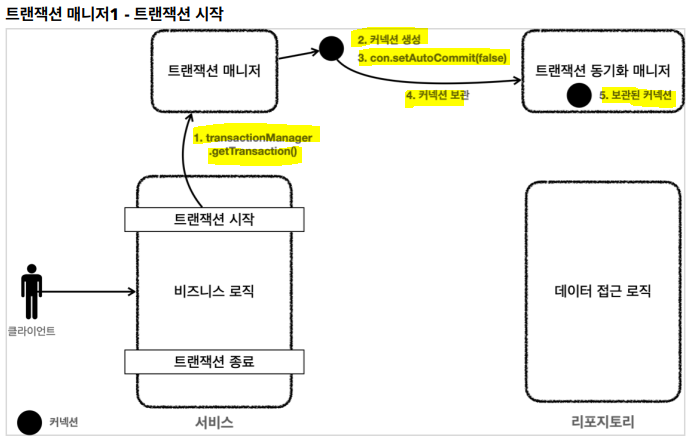 트랜잭션 매니저1 - 트랜잭션 시작
트랜잭션 매니저
2. 커넥션 생성
3. con.setAutoCommit(false)
4. 커넥션 보관
트랜잭션 동기화 매니저
5. 보관된 커넥션
1. transactionManager
.getTransaction()
트랜잭션 시작
비즈니스 로직
트랜잭션 종료
데이터 접근 로직
클라이언트
커넥션
서비스
리포지토리